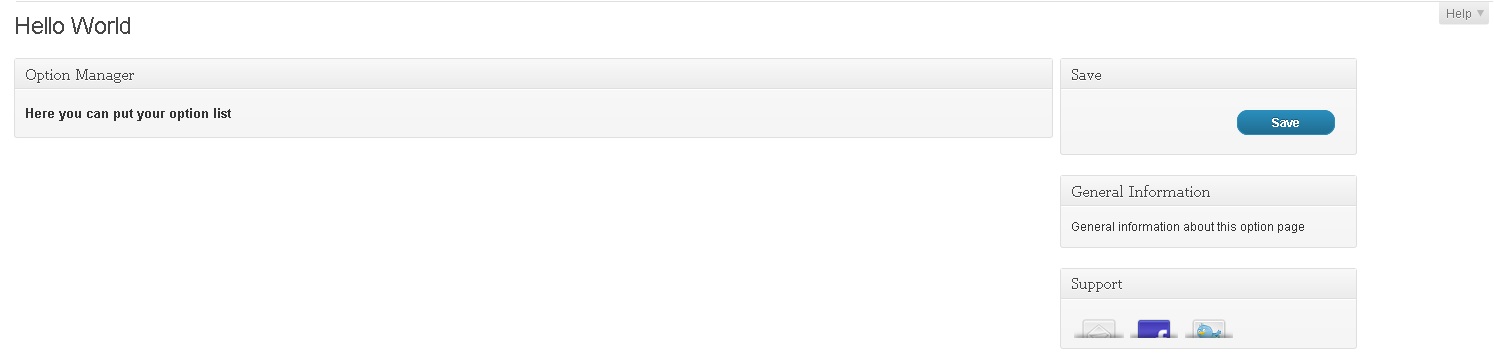 Help
Hello World
Option Manager
Here you can put your option list
Save
Save
General Information
General information about this option page
Support